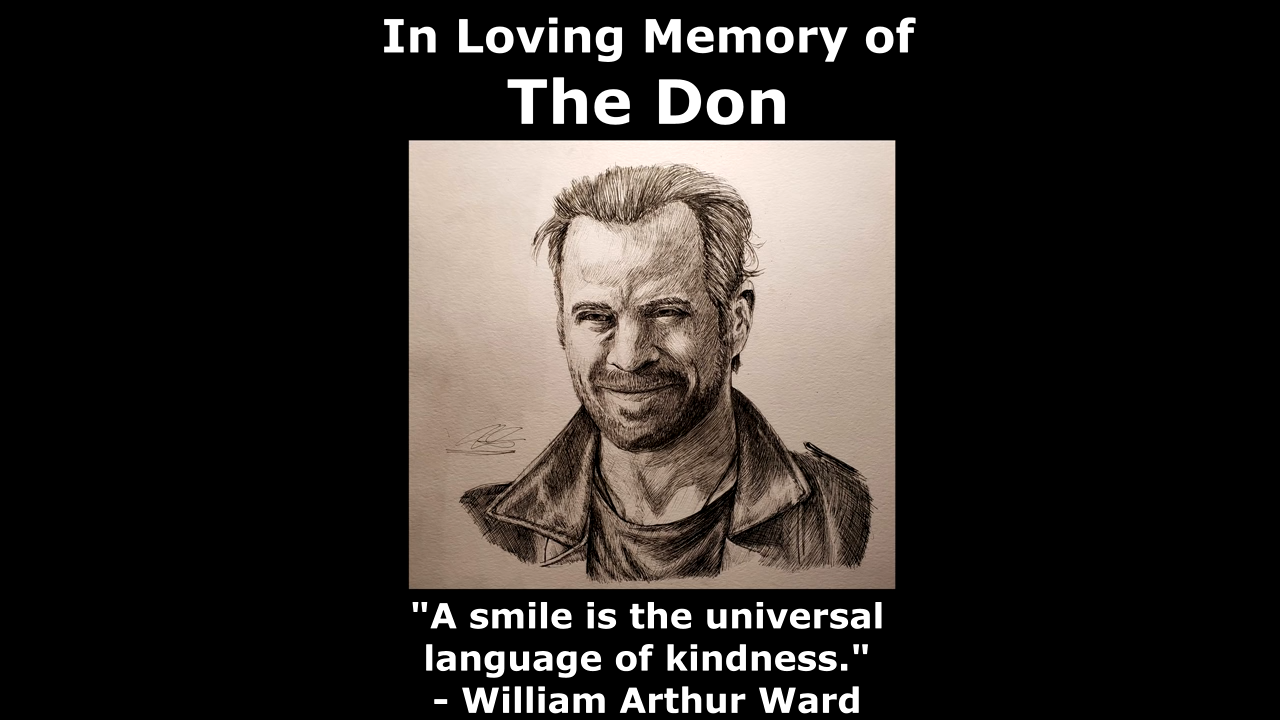 In Loving Memory of
The Don
"A smile is the universal
language of kindness."
- William Arthur Ward